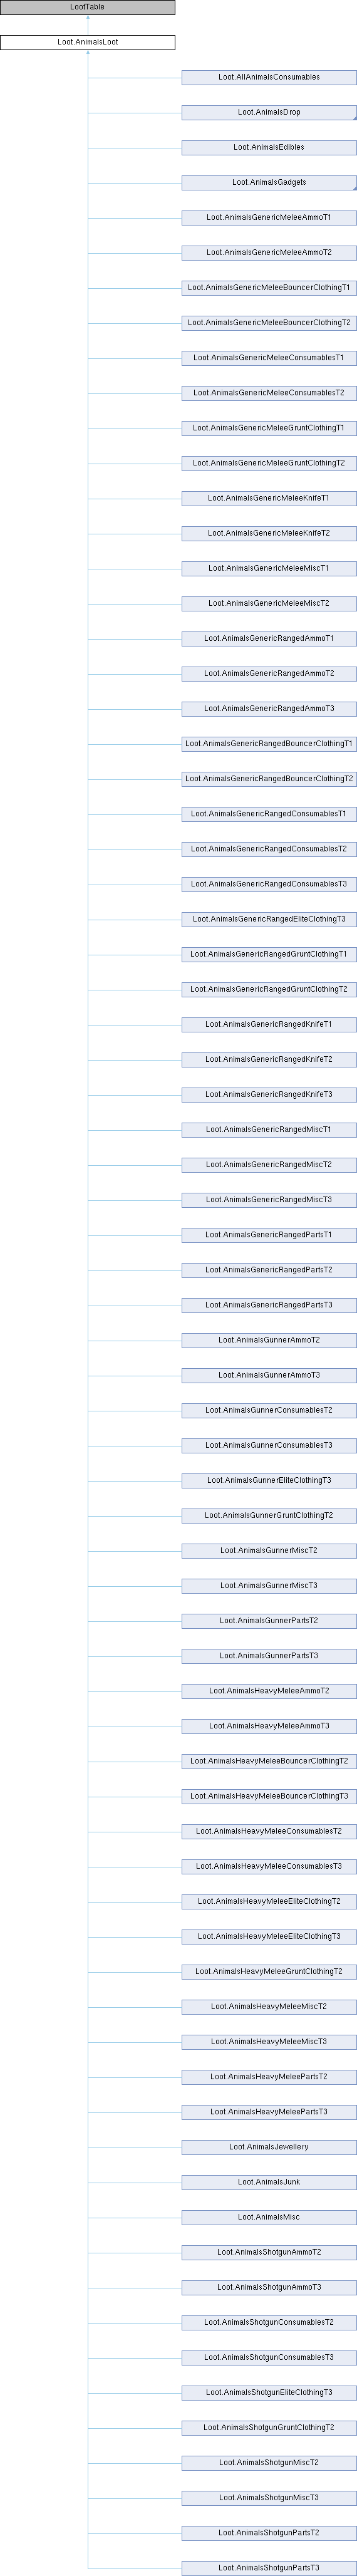 LootTable
Loot.AnimalsLoot
Loot.AllAnimalsConsumables
Loot.AnimalsDrop
Loot.AnimalsEdibles
Loot.AnimalsGadgets
Loot.AnimalsGenericMeleeAmmoT1
Loot.AnimalsGenericMeleeAmmoT2
Loot.AnimalsGenericMeleeBouncerClothingT1
Loot.AnimalsGenericMeleeBouncerClothingT2
Loot.AnimalsGenericMeleeConsumablesT1
Loot.AnimalsGenericMeleeConsumablesT2
Loot.AnimalsGenericMeleeGruntClothingT1
Loot.AnimalsGenericMeleeGruntClothingT2
Loot.AnimalsGenericMeleeKnifeT1
Loot.AnimalsGenericMeleeKnifeT2
Loot.AnimalsGenericMeleeMiscT1
Loot.AnimalsGenericMeleeMiscT2
Loot.AnimalsGenericRangedAmmoT1
Loot.AnimalsGenericRangedAmmoT2
Loot.AnimalsGenericRangedAmmoT3
Loot.AnimalsGenericRangedBouncerClothingT1
Loot.AnimalsGenericRangedBouncerClothingT2
Loot.AnimalsGenericRangedConsumablesT1
Loot.AnimalsGenericRangedConsumablesT2
Loot.AnimalsGenericRangedConsumablesT3
Loot.AnimalsGenericRangedEliteClothingT3
Loot.AnimalsGenericRangedGruntClothingT1
Loot.AnimalsGenericRangedGruntClothingT2
Loot.AnimalsGenericRangedKnifeT1
Loot.AnimalsGenericRangedKnifeT2
Loot.AnimalsGenericRangedKnifeT3
Loot.AnimalsGenericRangedMiscT1
Loot.AnimalsGenericRangedMiscT2
Loot.AnimalsGenericRangedMiscT3
Loot.AnimalsGenericRangedPartsT1
Loot.AnimalsGenericRangedPartsT2
Loot.AnimalsGenericRangedPartsT3
Loot.AnimalsGunnerAmmoT2
Loot.AnimalsGunnerAmmoT3
Loot.AnimalsGunnerConsumablesT2
Loot.AnimalsGunnerConsumablesT3
Loot.AnimalsGunnerEliteClothingT3
Loot.AnimalsGunnerGruntClothingT2
Loot.AnimalsGunnerMiscT2
Loot.AnimalsGunnerMiscT3
Loot.AnimalsGunnerPartsT2
Loot.AnimalsGunnerPartsT3
Loot.AnimalsHeavyMeleeAmmoT2
Loot.AnimalsHeavyMeleeAmmoT3
Loot.AnimalsHeavyMeleeBouncerClothingT2
Loot.AnimalsHeavyMeleeBouncerClothingT3
Loot.AnimalsHeavyMeleeConsumablesT2
Loot.AnimalsHeavyMeleeConsumablesT3
Loot.AnimalsHeavyMeleeEliteClothingT2
Loot.AnimalsHeavyMeleeEliteClothingT3
Loot.AnimalsHeavyMeleeGruntClothingT2
Loot.AnimalsHeavyMeleeMiscT2
Loot.AnimalsHeavyMeleeMiscT3
Loot.AnimalsHeavyMeleePartsT2
Loot.AnimalsHeavyMeleePartsT3
Loot.AnimalsJewellery
Loot.AnimalsJunk
Loot.AnimalsMisc
Loot.AnimalsShotgunAmmoT2
Loot.AnimalsShotgunAmmoT3
Loot.AnimalsShotgunConsumablesT2
Loot.AnimalsShotgunConsumablesT3
Loot.AnimalsShotgunEliteClothingT3
Loot.AnimalsShotgunGruntClothingT2
Loot.AnimalsShotgunMiscT2
Loot.AnimalsShotgunMiscT3
Loot.AnimalsShotgunPartsT2
Loot.AnimalsShotgunPartsT3